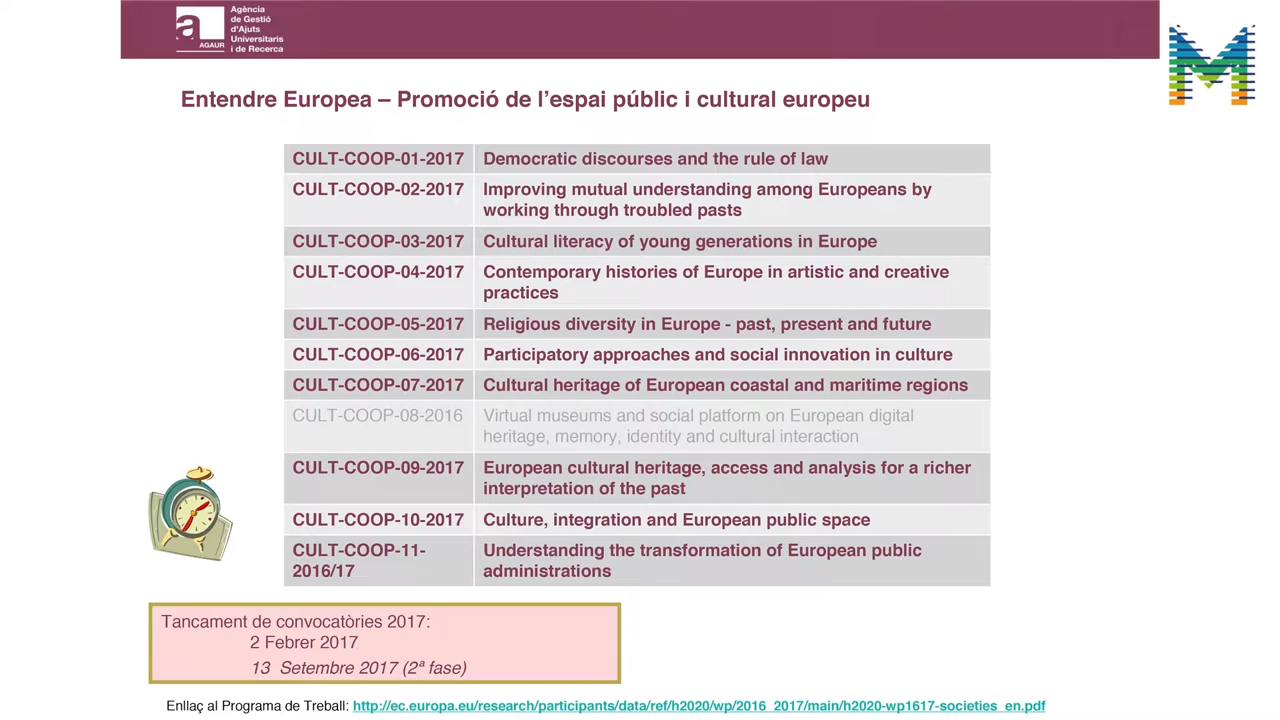 Agència
de Gestió
d'Ajuts
Universitaris
i de Recerca
a
AGAUR
M
Entendre Europea – Promoció de l'espai públic i cultural europeu
CULT-COOP-01-2017 Democratic discourses and the rule of law
CULT-COOP-02-2017 Improving mutual understanding among Europeans by
working through troubled pasts
CULT-COOP-03-2017 Cultural literacy of young generations in Europe
CULT-COOP-04-2017 Contemporary histories of Europe in artistic and creative
practices
CULT-COOP-05-2017 Religious diversity in Europe - past, present and future
CULT-COOP-06-2017 Participatory approaches and social innovation in culture
CULT-COOP-07-2017 Cultural heritage of European coastal and maritime regions
CULT-COOP-08-2016 Virtual museums and social platform on European digital
heritage, memory, identity and cultural interaction
CULT-COOP-09-2017 European cultural heritage, access and analysis for a richer
interpretation of the past
CULT-COOP-10-2017 Culture, integration and European public space
CULT-COOP-11- Understanding the transformation of European public
2016/17 administrations
Tancament de convocatòries 2017:
2 Febrer 2017
13 Setembre 2017 (2ª fase)
Enllaç al Programa de Treball: http://ec.europa.eu/research/participants/data/ref/h2020/wp/2016_2017/main/h2020-wp1617-societies_en.pdf